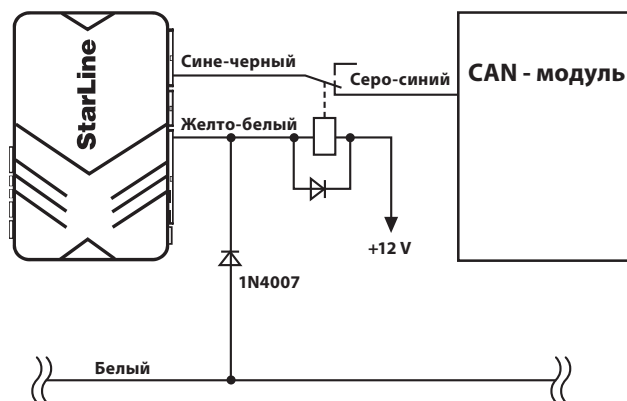 StarLine
Сине-черный
Серо-синий
CAN - модуль
Желто-белый
+12 V
1N4007
Белый